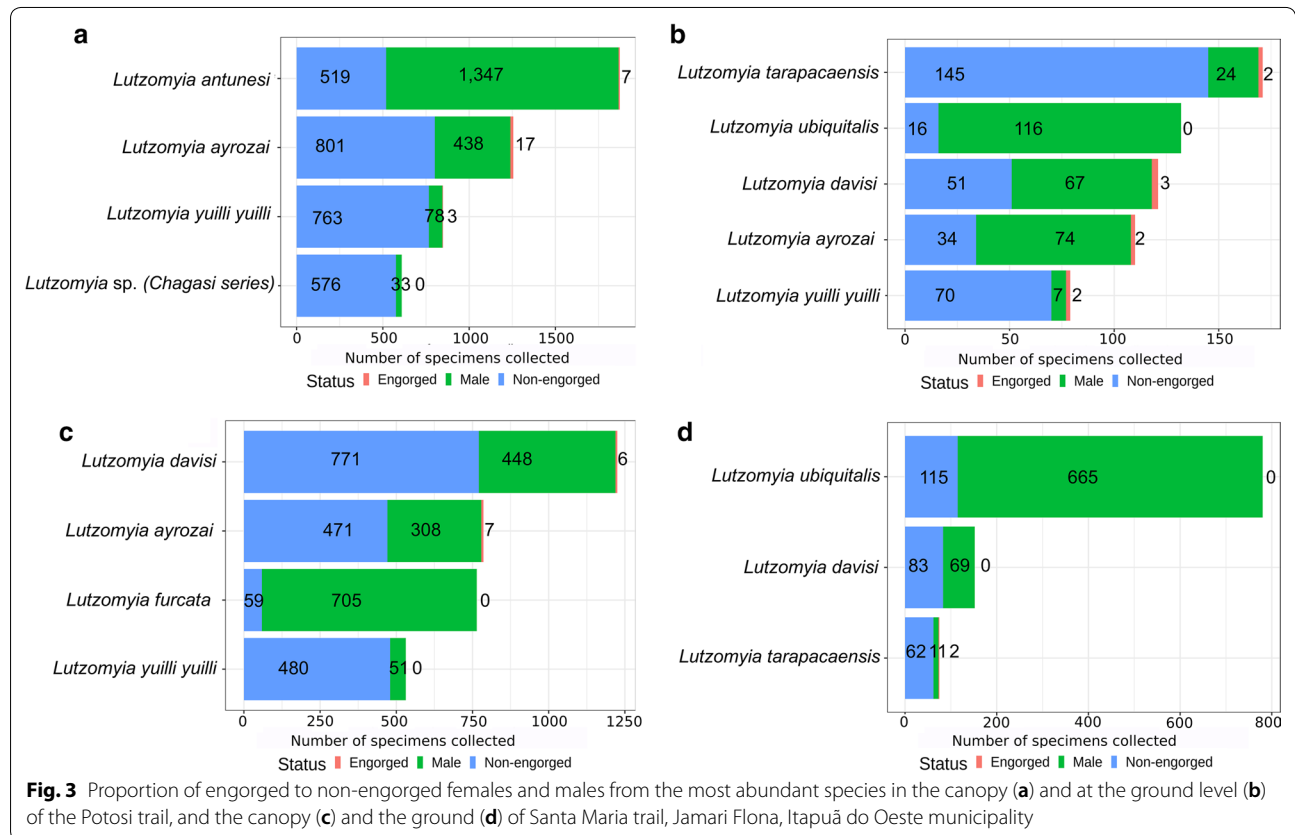 a
Lutzomyia antunesi 519 1,347 7
Lutzomyia ayrozai 801 438 17
Lutzomyia yuilli yuilli 763 78 3
Lutzomyia sp. (Chagasi series) 576 33 0
0 500 1000 1500
Number of specimens collected
Status Engorged Male Non-engorged
b
Lutzomyia tarapacaensis 145 24 2
Lutzomyia ubiquitalis 16 116 0
Lutzomyia davisi 51 67 3
Lutzomyia ayrozai 34 74 2
Lutzomyia yuilli yuilli 70 7 2
0 50 100 150
Number of specimens collected
Status Engorged Male Non-engorged
c
Lutzomyia davisi 771 448 6
Lutzomyia ayrozai 471 308 7
Lutzomyia furcata 59 705 0
Lutzomyia yuilli yuilli 480 51 0
0 250 500 750 1000 1250
Number of specimens collected
Status Engorged Male Non-engorged
d
Lutzomyia ubiquitalis 115 665 0
Lutzomyia davisi 83 69 0
Lutzomyia tarapacaensis 62 11 2
0 200 400 600 800
Number of specimens collected
Status Engorged Male Non-engorged
Fig. 3 Proportion of engorged to non-engorged females and males from the most abundant species in the canopy (a) and at the ground level (b)
of the Potosi trail, and the canopy (c) and the ground (d) of Santa Maria trail, Jamari Flona, Itapuã do Oeste municipality